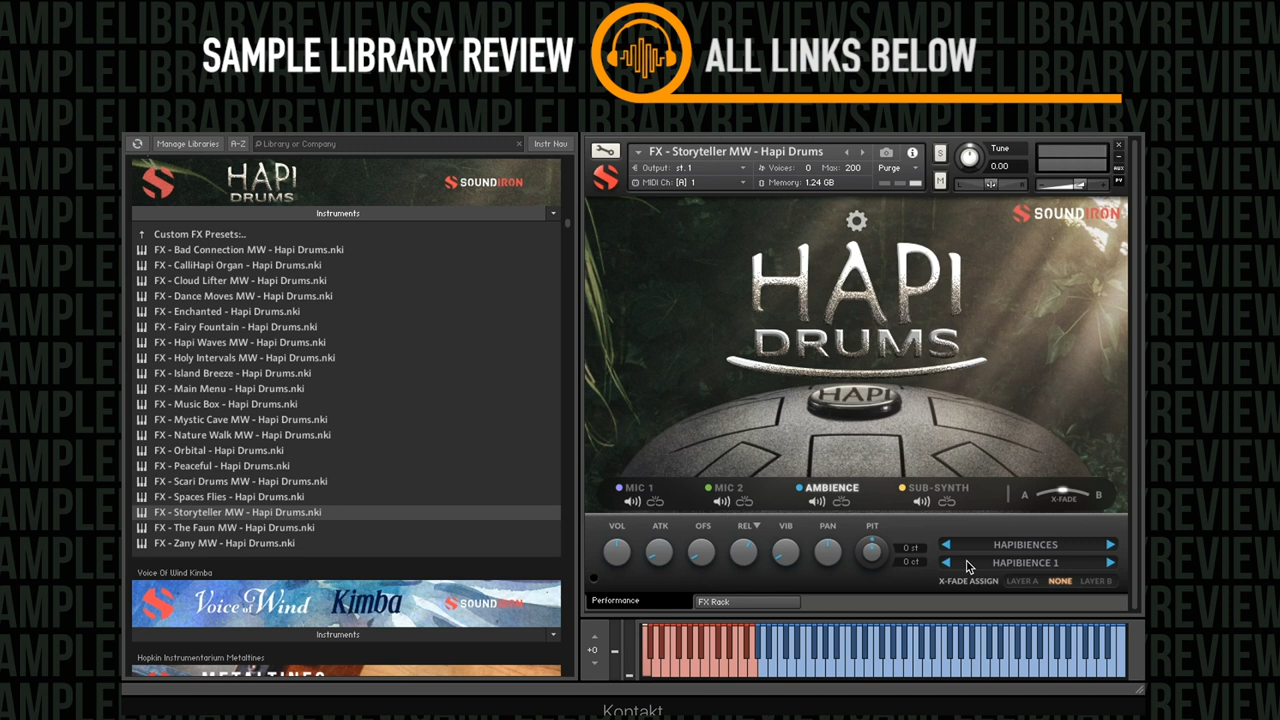 SAMPLE LIBRARY REVIEW
ALL LINKS BELOW
Manage Libraries
A-Z
Library or Company
Instr Nav
HAPI
DRUMS
SOUNDIRON
Instruments
Custom FX Presets:..
FX - Bad Connection MW - Hapi Drums.nki
FX - CalliHapi Organ - Hapi Drums.nki
FX - Cloud Lifter MW - Hapi Drums.nki
FX - Dance Moves MW - Hapi Drums.nki
FX - Enchanted - Hapi Drums.nki
FX - Fairy Fountain - Hapi Drums.nki
FX - Hapi Waves MW - Hapi Drums.nki
FX - Holy Intervals MW - Hapi Drums.nki
FX - Island Breeze - Hapi Drums.nki
FX - Main Menu - Hapi Drums.nki
FX - Music Box - Hapi Drums.nki
FX - Mystic Cave MW - Hapi Drums.nki
FX - Nature Walk MW - Hapi Drums.nki
FX - Orbital - Hapi Drums.nki
FX - Peaceful - Hapi Drums.nki
FX - Scari Drums MW - Hapi Drums.nki
FX - Spaces Flies - Hapi Drums.nki
FX - Storyteller MW - Hapi Drums.nki
FX - The Faun MW - Hapi Drums.nki
FX - Zany MW - Hapi Drums.nki
Voice Of Wind Kimba
Voice of Wind Kimba
SOUNDIRON
Instruments
Hopkin Instrumentarium Metaltines
METALTINES
FX - Storyteller MW - Hapi Drums
Output: st.1
Voices: 0 Max: 200
Purge
MIDI Ch: [A] 1
Memory: 1.24 GB
S
M
Tune
0.00
L
R
AUX
PV
SOUNDIRON
HAPI
DRUMS
HAPI
MIC 1
MIC 2
AMBIENCE
SUB-SYNTH
A
X-FADE
B
VOL
ATK
OFS
REL
VIB
PAN
PIT
0 st
0 ct
HAPIBIENCES
HAPIBIENCE 1
X-FADE ASSIGN
LAYER A
NONE
LAYER B
Performance
FX Rack
+0
Kontakt